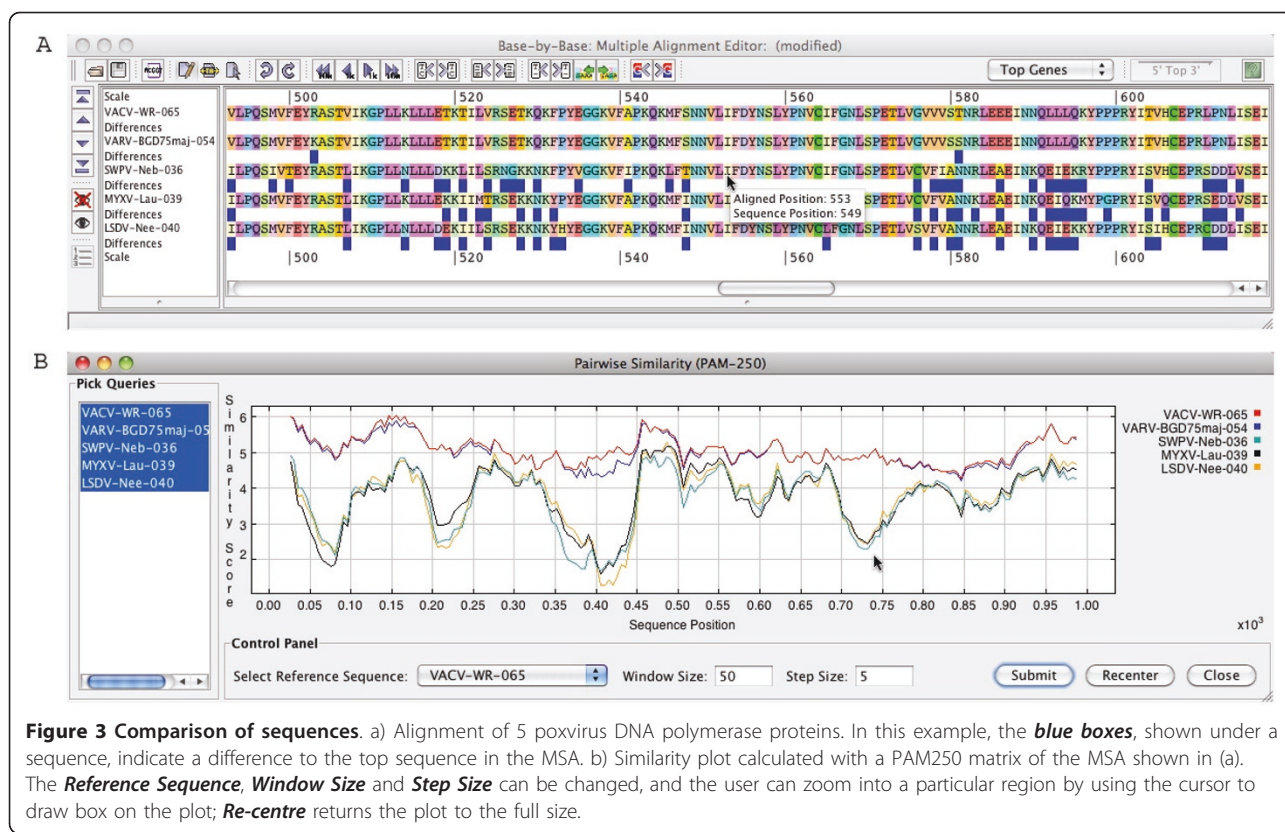 A
Base-by-Base: Multiple Alignment Editor: (modified)
Top Genes
5' Top 3'
Scale
500 520 540 560 580 600
VACV-WR-065 VLPQSMVFEYRASTVIKGPLLKLLLETKTILVRSETKQKFPYEGGKVFAPKQKMFSNNVLIFDYNSLYPNVCIFGNLSPETLVGVVVSTNRLEEEINNQLLLQKYPPPRYITVHCEPRLPNLISEI
Differences
VARV-BGD75maj-054 VLPQSMVFEYKASTVIKGPLLKLLLETKTILVRSETKQKFPYEGGKVFAPKQKMFSNNVLIFDYNSLYPNVCIFGNLSPETLVGVVVSSNRLEEEINNQLLLQKYPPPRYITVHCEPRLPNLISEI
Differences
SWPV-Neb-036 ILPQSIVTEYRASTLIKGPLLNLLLDKKLILSRNGKKNKFPYVGGKVFIPKQKLFTNNVLIFDYNSLYPNVCIFGNLSPETLVCVFIANNRLEAEINKQEIEKKYPPPRYISVHCEPRSDDLVSEI
Differences
MYXV-Lau-039 ILPQSMVFEYRASTLIKGPLLNLLLEKKIIMTRSEKKNKIPYEGGKVFAPKQKMFSNNVLI
Aligned Position: 553
Sequence Position: 549
SPETLVCVFVANNRLEAEINKQEIQKMYPGPRYISVQCEPRSEDLVSEI
Differences
LSDV-Nee-040 ILPQSMVFEYRASTLIKGPLLNLLLDEKIILSRSEKKNKYHYEGGKVFAPKQKMFSNNVLIFDYNSLYPNVCLFGNLSPETLVSVFVANNRLEAEINKQEIEKKYPPPRYISIHCEPRCDDLISEI
Differences
Scale
500 520 540 560 580 600
B
Pairwise Similarity (PAM-250)
Pick Queries
VACV-WR-065
VARV-BGD75maj-05
SWPV-Neb-036
MYXV-Lau-039
LSDV-Nee-040
Similarity Score
6
5
4
3
2
0.00 0.05 0.10 0.15 0.20 0.25 0.30 0.35 0.40 0.45 0.50 0.55 0.60 0.65 0.70 0.75 0.80 0.85 0.90 0.95 1.00
Sequence Position
x10³
VACV-WR-065
VARV-BGD75maj-054
SWPV-Neb-036
MYXV-Lau-039
LSDV-Nee-040
Control Panel
Select Reference Sequence: VACV-WR-065 Window Size: 50 Step Size: 5 Submit Recenter Close
Figure 3 Comparison of sequences. a) Alignment of 5 poxvirus DNA polymerase proteins. In this example, the blue boxes, shown under a
sequence, indicate a difference to the top sequence in the MSA. b) Similarity plot calculated with a PAM250 matrix of the MSA shown in (a).
The Reference Sequence, Window Size and Step Size can be changed, and the user can zoom into a particular region by using the cursor to
draw box on the plot; Re-centre returns the plot to the full size.